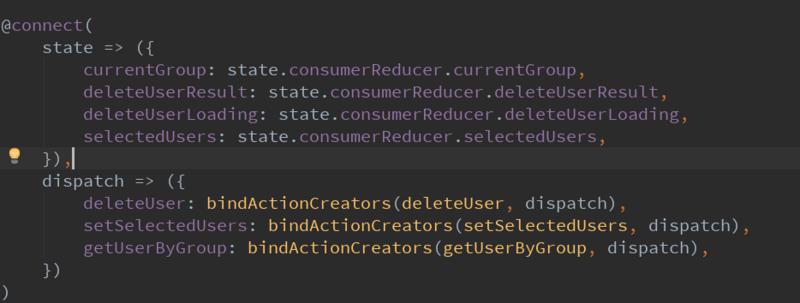 @connect(
    state => ({
        currentGroup: state.consumerReducer.currentGroup,
        deleteUserResult: state.consumerReducer.deleteUserResult,
        deleteUserLoading: state.consumerReducer.deleteUserLoading,
        selectedUsers: state.consumerReducer.selectedUsers,
    }),
    dispatch => ({
        deleteUser: bindActionCreators(deleteUser, dispatch),
        setSelectedUsers: bindActionCreators(setSelectedUsers, dispatch),
        getUserByGroup: bindActionCreators(getUserByGroup, dispatch),
    })
)